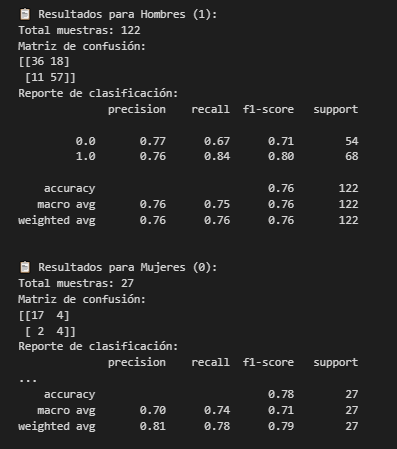 📋 Resultados para Hombres (1):
Total muestras: 122
Matriz de confusión:
[[36 18]
 [11 57]]
Reporte de clasificación:
              precision    recall  f1-score   support

         0.0       0.77      0.67      0.71        54
         1.0       0.76      0.84      0.80        68

    accuracy                           0.76       122
   macro avg       0.76      0.75      0.76       122
weighted avg       0.76      0.76      0.76       122

📋 Resultados para Mujeres (0):
Total muestras: 27
Matriz de confusión:
[[17  4]
 [ 2  4]]
Reporte de clasificación:
              precision    recall  f1-score   support
...
    accuracy                           0.78        27
   macro avg       0.70      0.74      0.71        27
weighted avg       0.81      0.78      0.79        27